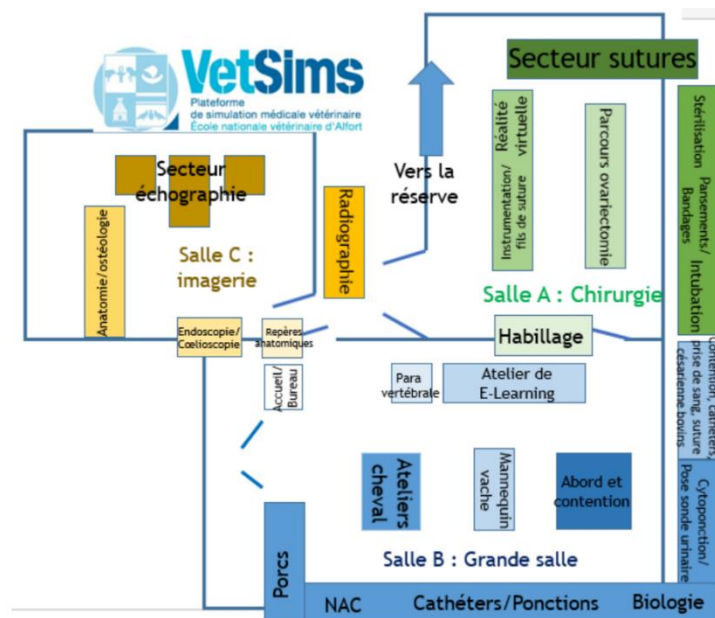 VetSims
Plateforme
de simulation médicale vétérinaire
École nationale vétérinaire d'Alfort
Secteur sutures
Secteur
échographie
Anatomie/ostéologie
Salle C :
imagerie
Radiographie
Vers la
réserve
Réalité
virtuelle
Instrumentation/
fils de suture
Parcours ovariectomie
Stérilisation
Pansements/
Bandages
Intubation
Salle A : Chirurgie
Endoscopie/
Cœlioscopie
Repères
anatomiques
Habillage
Accueil/
Bureau
Para
vertébrale
Atelier de
E-Learning
Contention, cathéters,
prise de sang, suture
césarienne bovins
Ateliers
cheval
Mannequin
vache
Abord et
contention
Cytoponction/
Pose sonde urinaire
Salle B : Grande salle
Porcs
NAC
Cathéters/Ponctions
Biologie